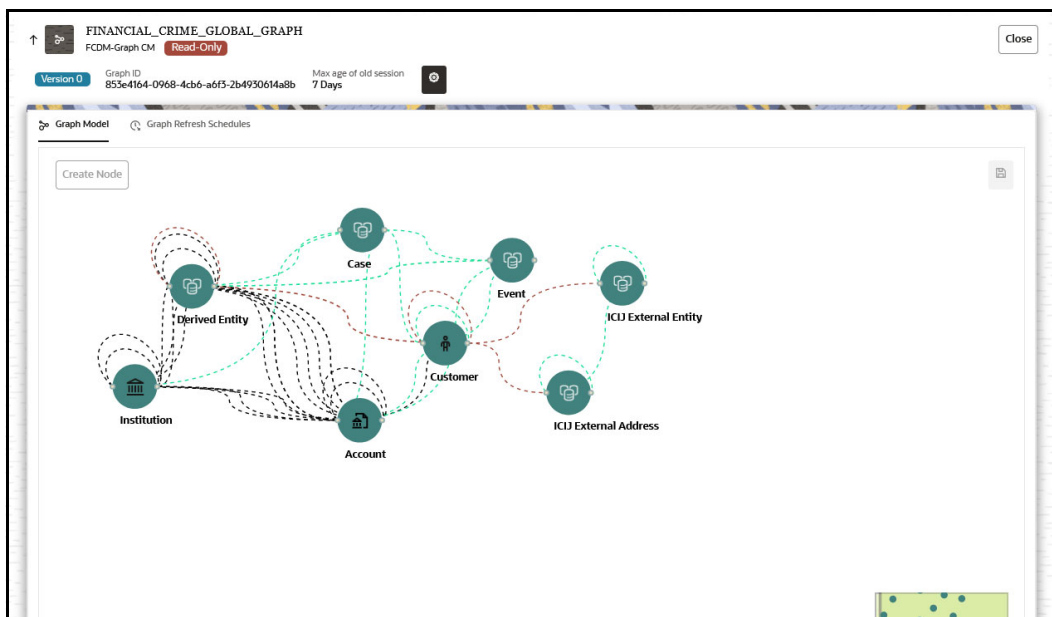 FINANCIAL_CRIME_GLOBAL_GRAPH
FCDM-Graph CM Read-Only
Close
Version 0
Graph ID
853e4164-0968-4cb6-a6f3-2b4930614a8b
Max age of old session
7 Days
Graph Model
Graph Refresh Schedules
Create Node
Case
Event
Derived Entity
ICIJ External Entity
Customer
Institution
ICIJ External Address
Account